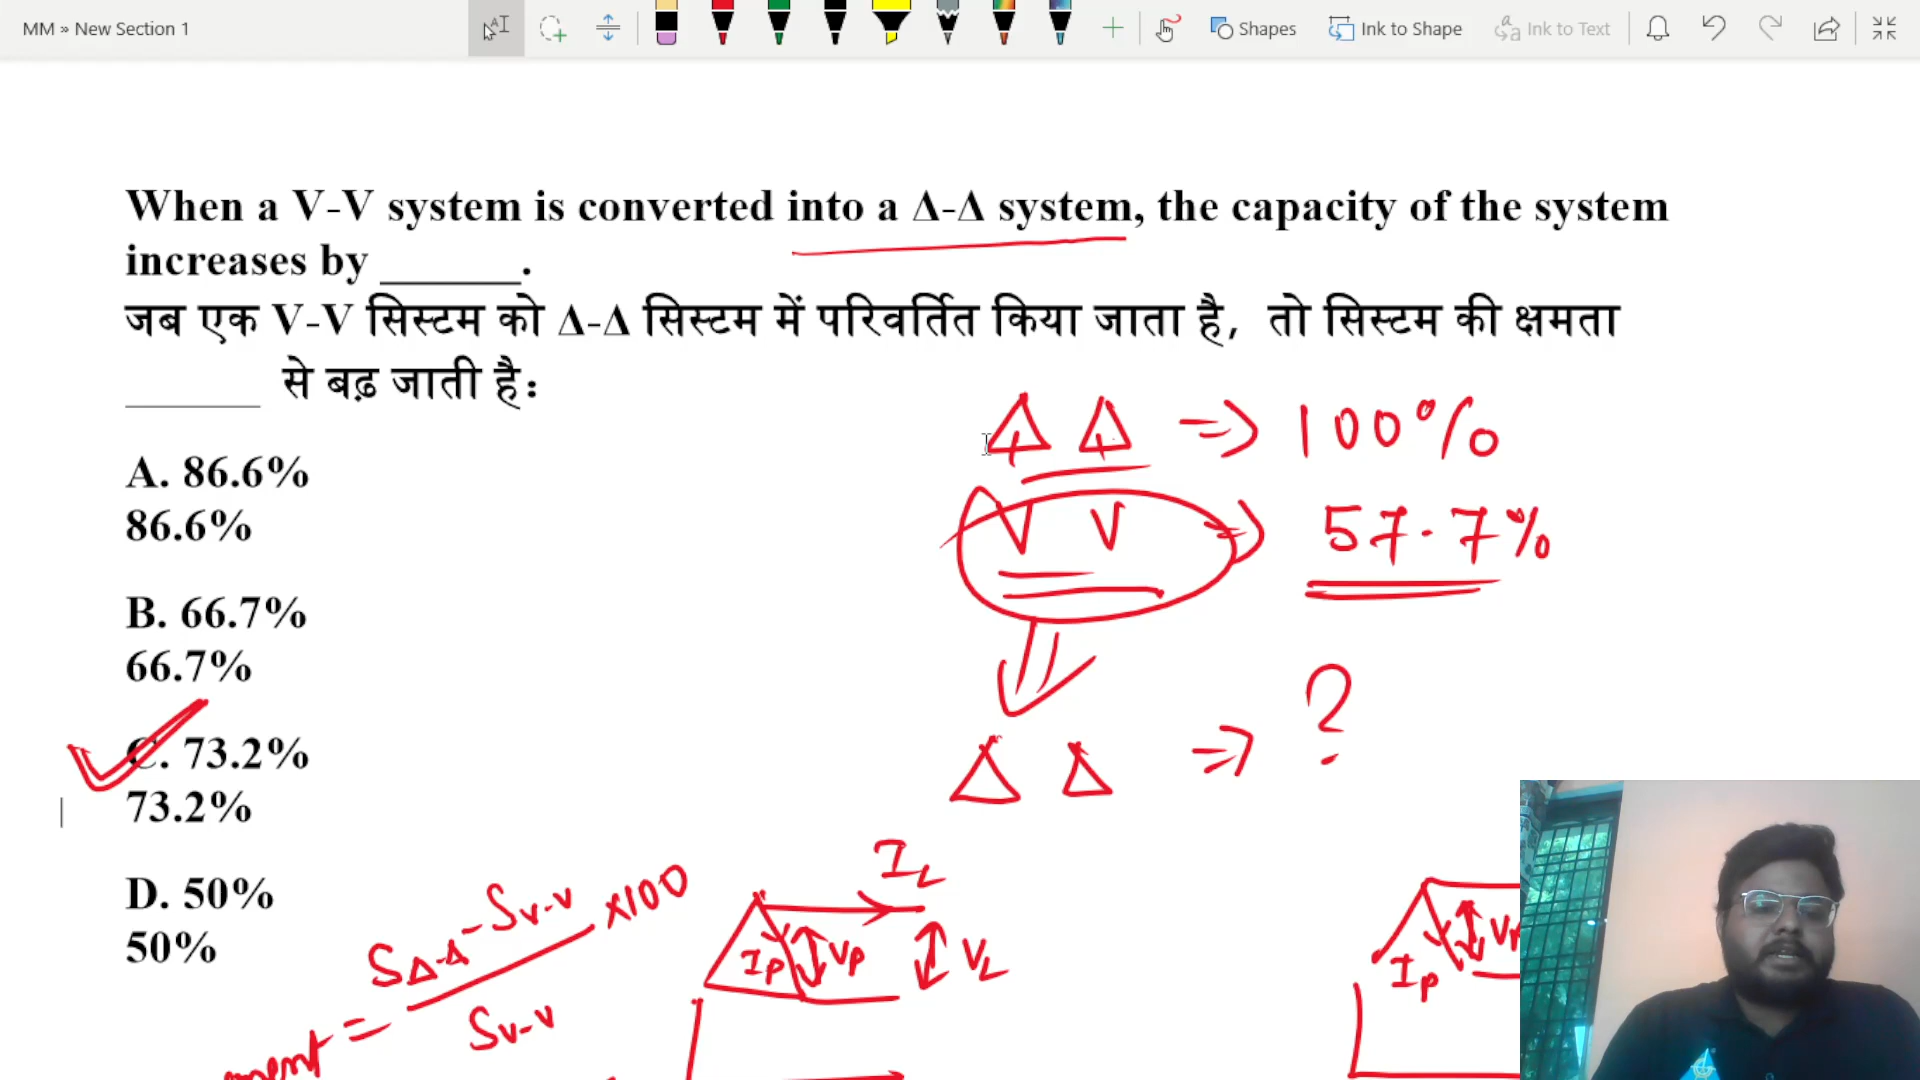 MM » New Section 1
Shapes
Ink to Shape
Ink to Text
When a V-V system is converted into a Δ-Δ system, the capacity of the system
increases by ______.
जब एक V-V सिस्टम को Δ-Δ सिस्टम में परिवर्तित किया जाता है, तो सिस्टम की क्षमता
______ से बढ़ जाती है:
A. 86.6%
86.6%
B. 66.7%
66.7%
C. 73.2%
73.2%
D. 50%
50%
Δ Δ => 100%
V V => 57.7%
Δ Δ => ?
= SΔ-Δ - SV-V / SV-V ×100
IL
IP VP VL
IP